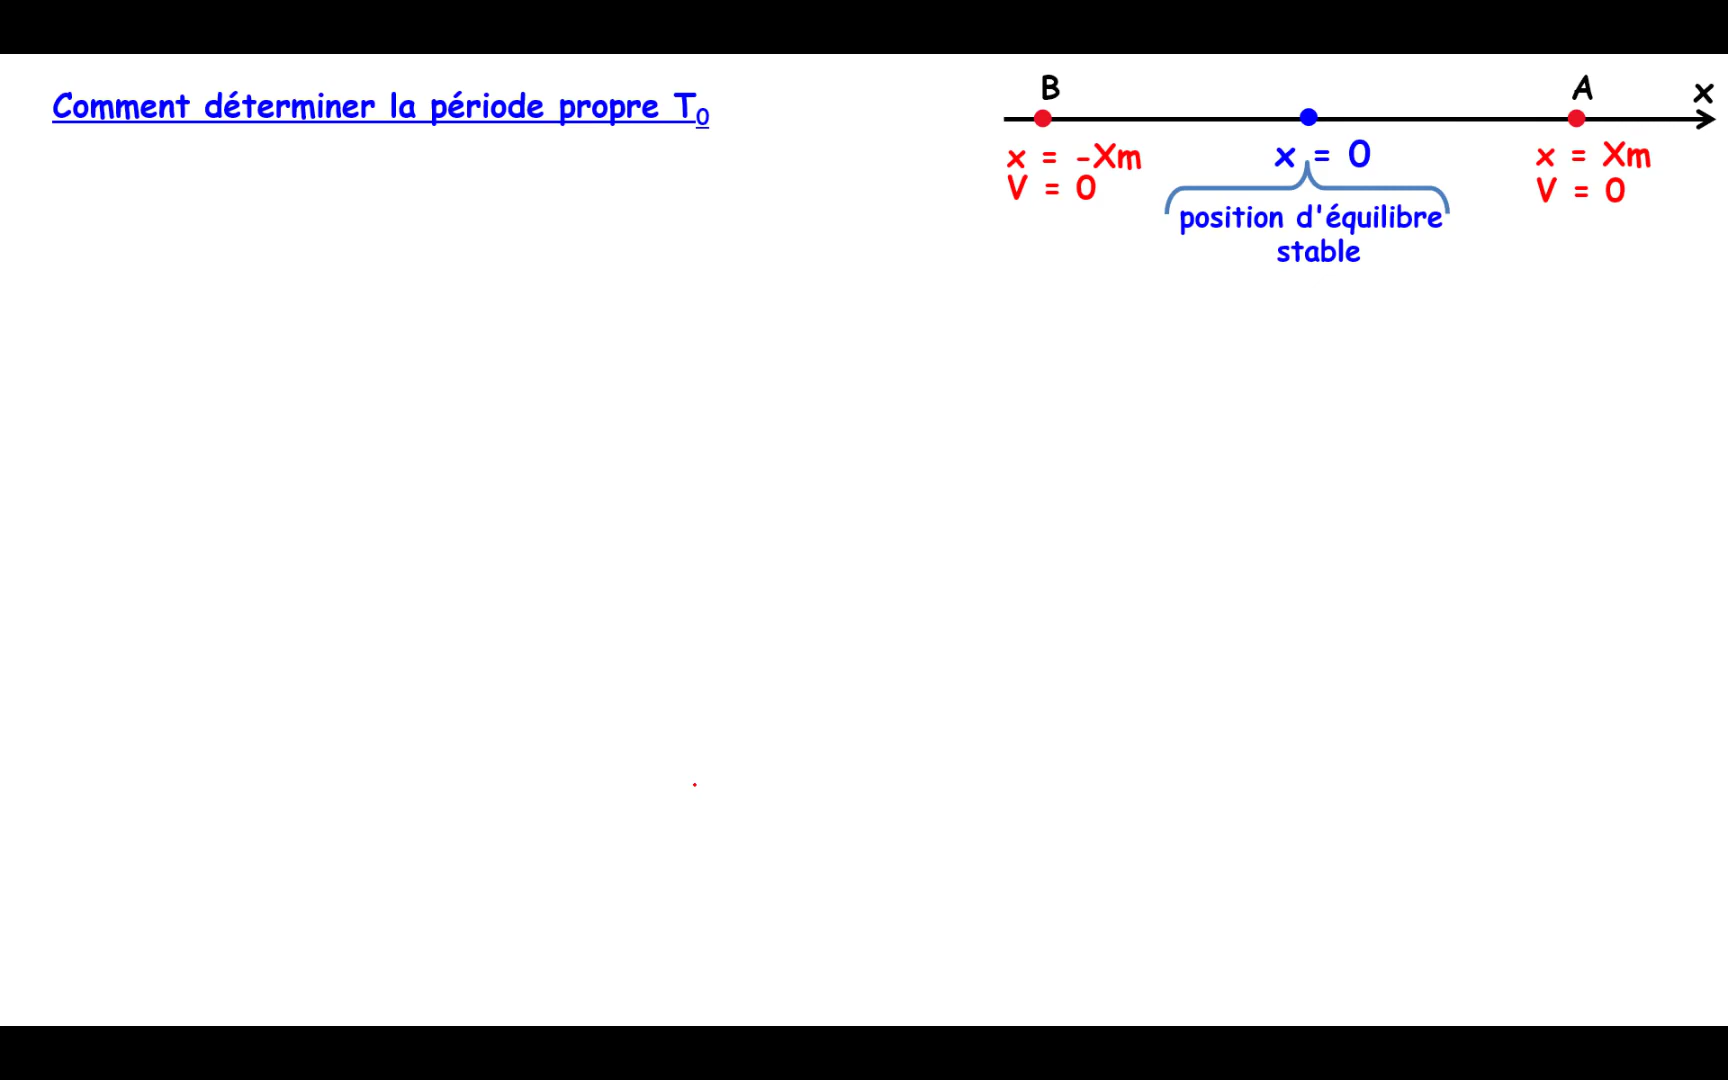 Comment déterminer la période propre T₀
B
A
x
x = -Xm
x = 0
x = Xm
V = 0
V = 0
position d'équilibre
stable